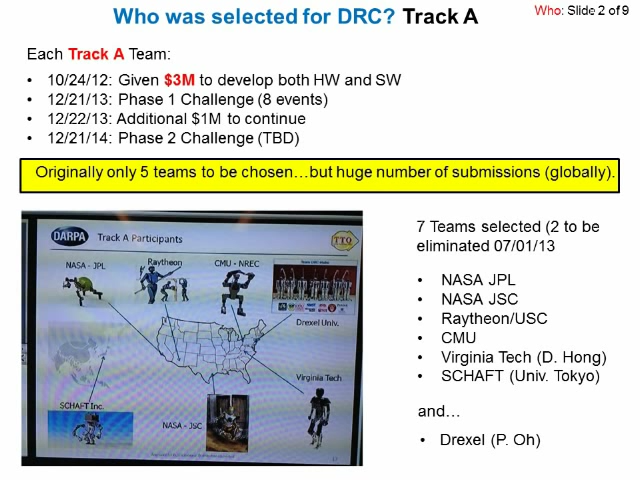 Who was selected for DRC? Track A
Who: Slide 2 of 9
Each Track A Team:
• 10/24/12: Given $3M to develop both HW and SW
• 12/21/13: Phase 1 Challenge (8 events)
• 12/22/13: Additional $1M to continue
• 12/21/14: Phase 2 Challenge (TBD)
Originally only 5 teams to be chosen…but huge number of submissions (globally).
DARPA
Track A Participants
TTO
NASA - JPL
Raytheon
CMU - NREC
Drexel Univ.
Virginia Tech
SCHAFT Inc.
NASA - JSC
7 Teams selected (2 to be
eliminated 07/01/13
• NASA JPL
• NASA JSC
• Raytheon/USC
• CMU
• Virginia Tech (D. Hong)
• SCHAFT (Univ. Tokyo)
and…
• Drexel (P. Oh)